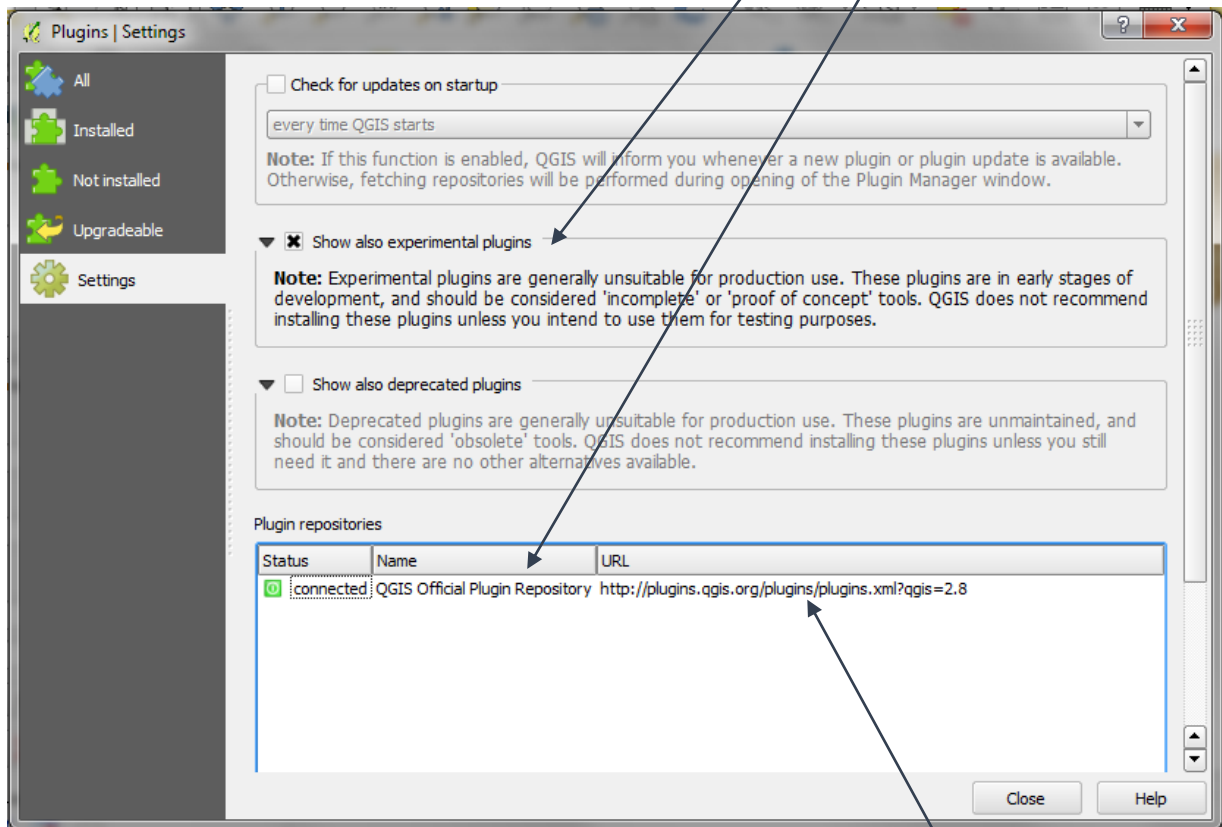 Plugins | Settings
All
Installed
Not installed
Upgradeable
Settings
Check for updates on startup
every time QGIS starts
Note: If this function is enabled, QGIS will inform you whenever a new plugin or plugin update is available.
Otherwise, fetching repositories will be performed during opening of the Plugin Manager window.
Show also experimental plugins
Note: Experimental plugins are generally unsuitable for production use. These plugins are in early stages of
development, and should be considered 'incomplete' or 'proof of concept' tools. QGIS does not recommend
installing these plugins unless you intend to use them for testing purposes.
Show also deprecated plugins
Note: Deprecated plugins are generally unsuitable for production use. These plugins are unmaintained, and
should be considered 'obsolete' tools. QGIS does not recommend installing these plugins unless you still
need it and there are no other alternatives available.
Plugin repositories
Status Name URL
connected QGIS Official Plugin Repository http://plugins.qgis.org/plugins/plugins.xml?qgis=2.8
Close Help